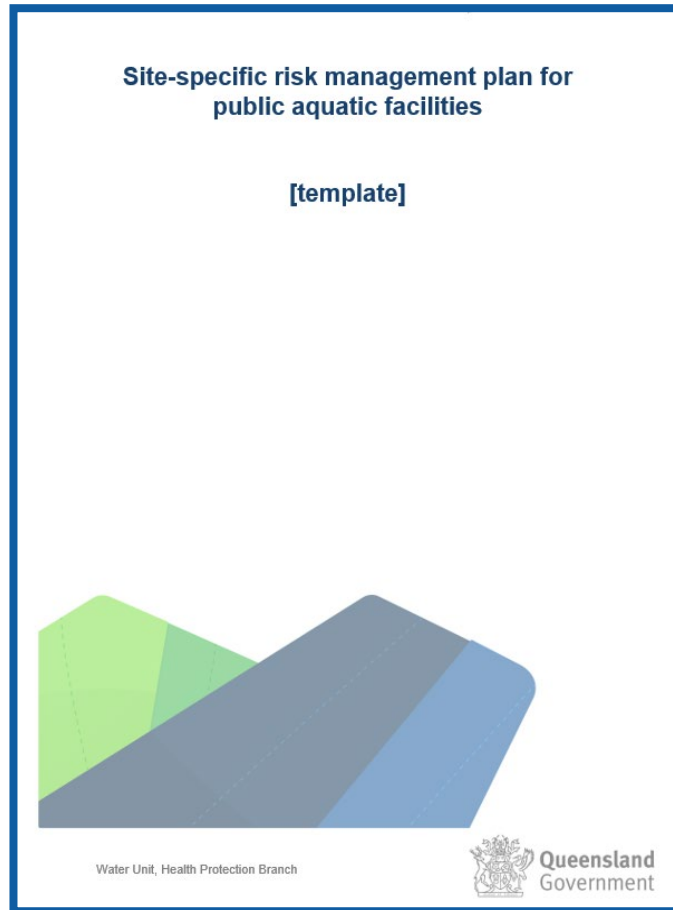 Site-specific risk management plan for
public aquatic facilities
[template]
Water Unit, Health Protection Branch
Queensland
Government